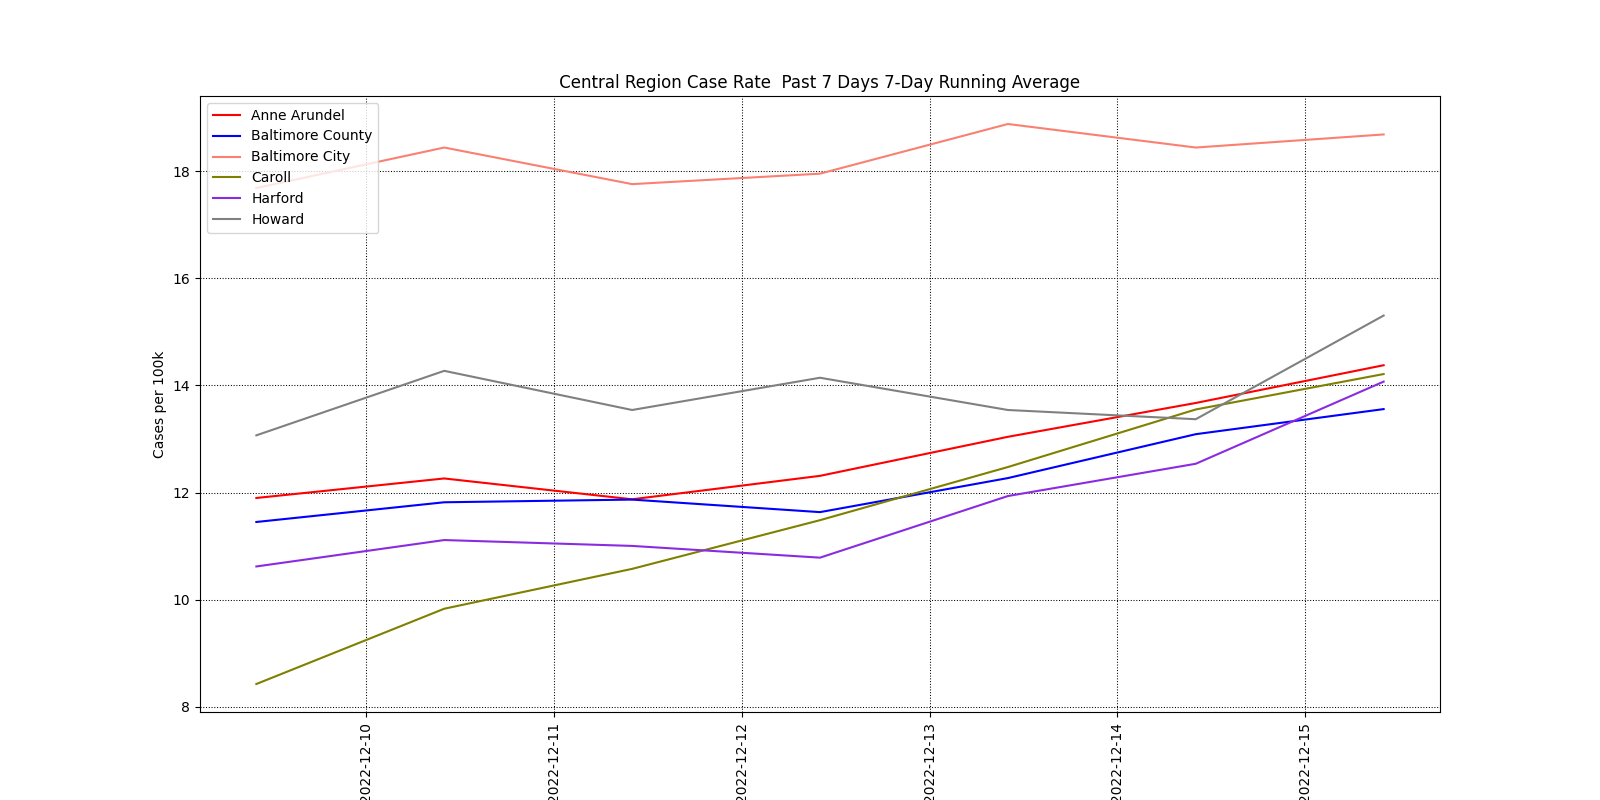 Central Region Case Rate  Past 7 Days 7-Day Running Average
Anne Arundel
Baltimore County
Baltimore City
Caroll
Harford
Howard
Cases per 100k
18
16
14
12
10
8
2022-12-10
2022-12-11
2022-12-12
2022-12-13
2022-12-14
2022-12-15